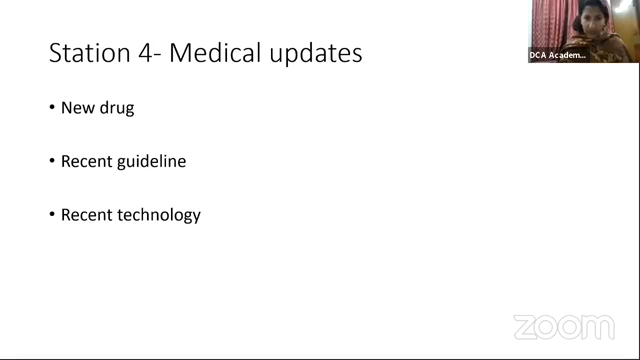 Station 4- Medical updates
DCA Academ...
• New drug
• Recent guideline
• Recent technology
zoom